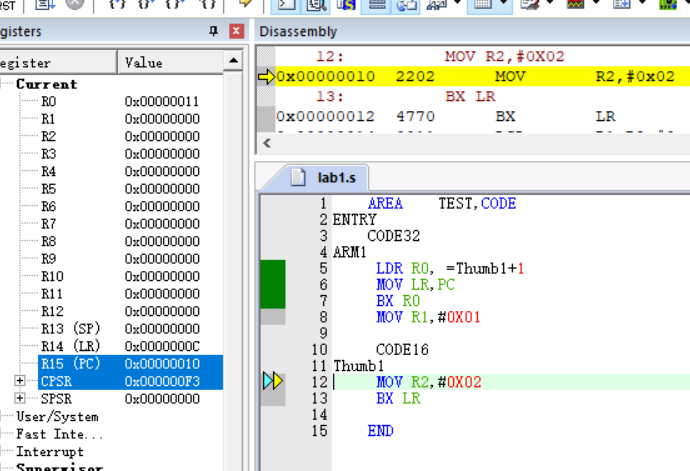 RST
gisters
Disassembly
egister Value
Current
R0 0x00000011
R1 0x00000000
R2 0x00000000
R3 0x00000000
R4 0x00000000
R5 0x00000000
R6 0x00000000
R7 0x00000000
R8 0x00000000
R9 0x00000000
R10 0x00000000
R11 0x00000000
R12 0x00000000
R13 (SP) 0x00000000
R14 (LR) 0x0000000C
R15 (PC) 0x00000010
CPSR 0x000000F3
SPSR 0x00000000
User/System
Fast Inte...
Interrupt
Supervisor
12: MOV R2,#0X02
0x00000010 2202 MOV R2,#0x02
13: BX LR
0x00000012 4770 BX LR
lab1.s
1 AREA TEST,CODE
2 ENTRY
3 CODE32
4 ARM1
5 LDR R0, =Thumb1+1
6 MOV LR,PC
7 BX R0
8 MOV R1,#0X01
9
10 CODE16
11 Thumb1
12 MOV R2,#0X02
13 BX LR
14
15 END